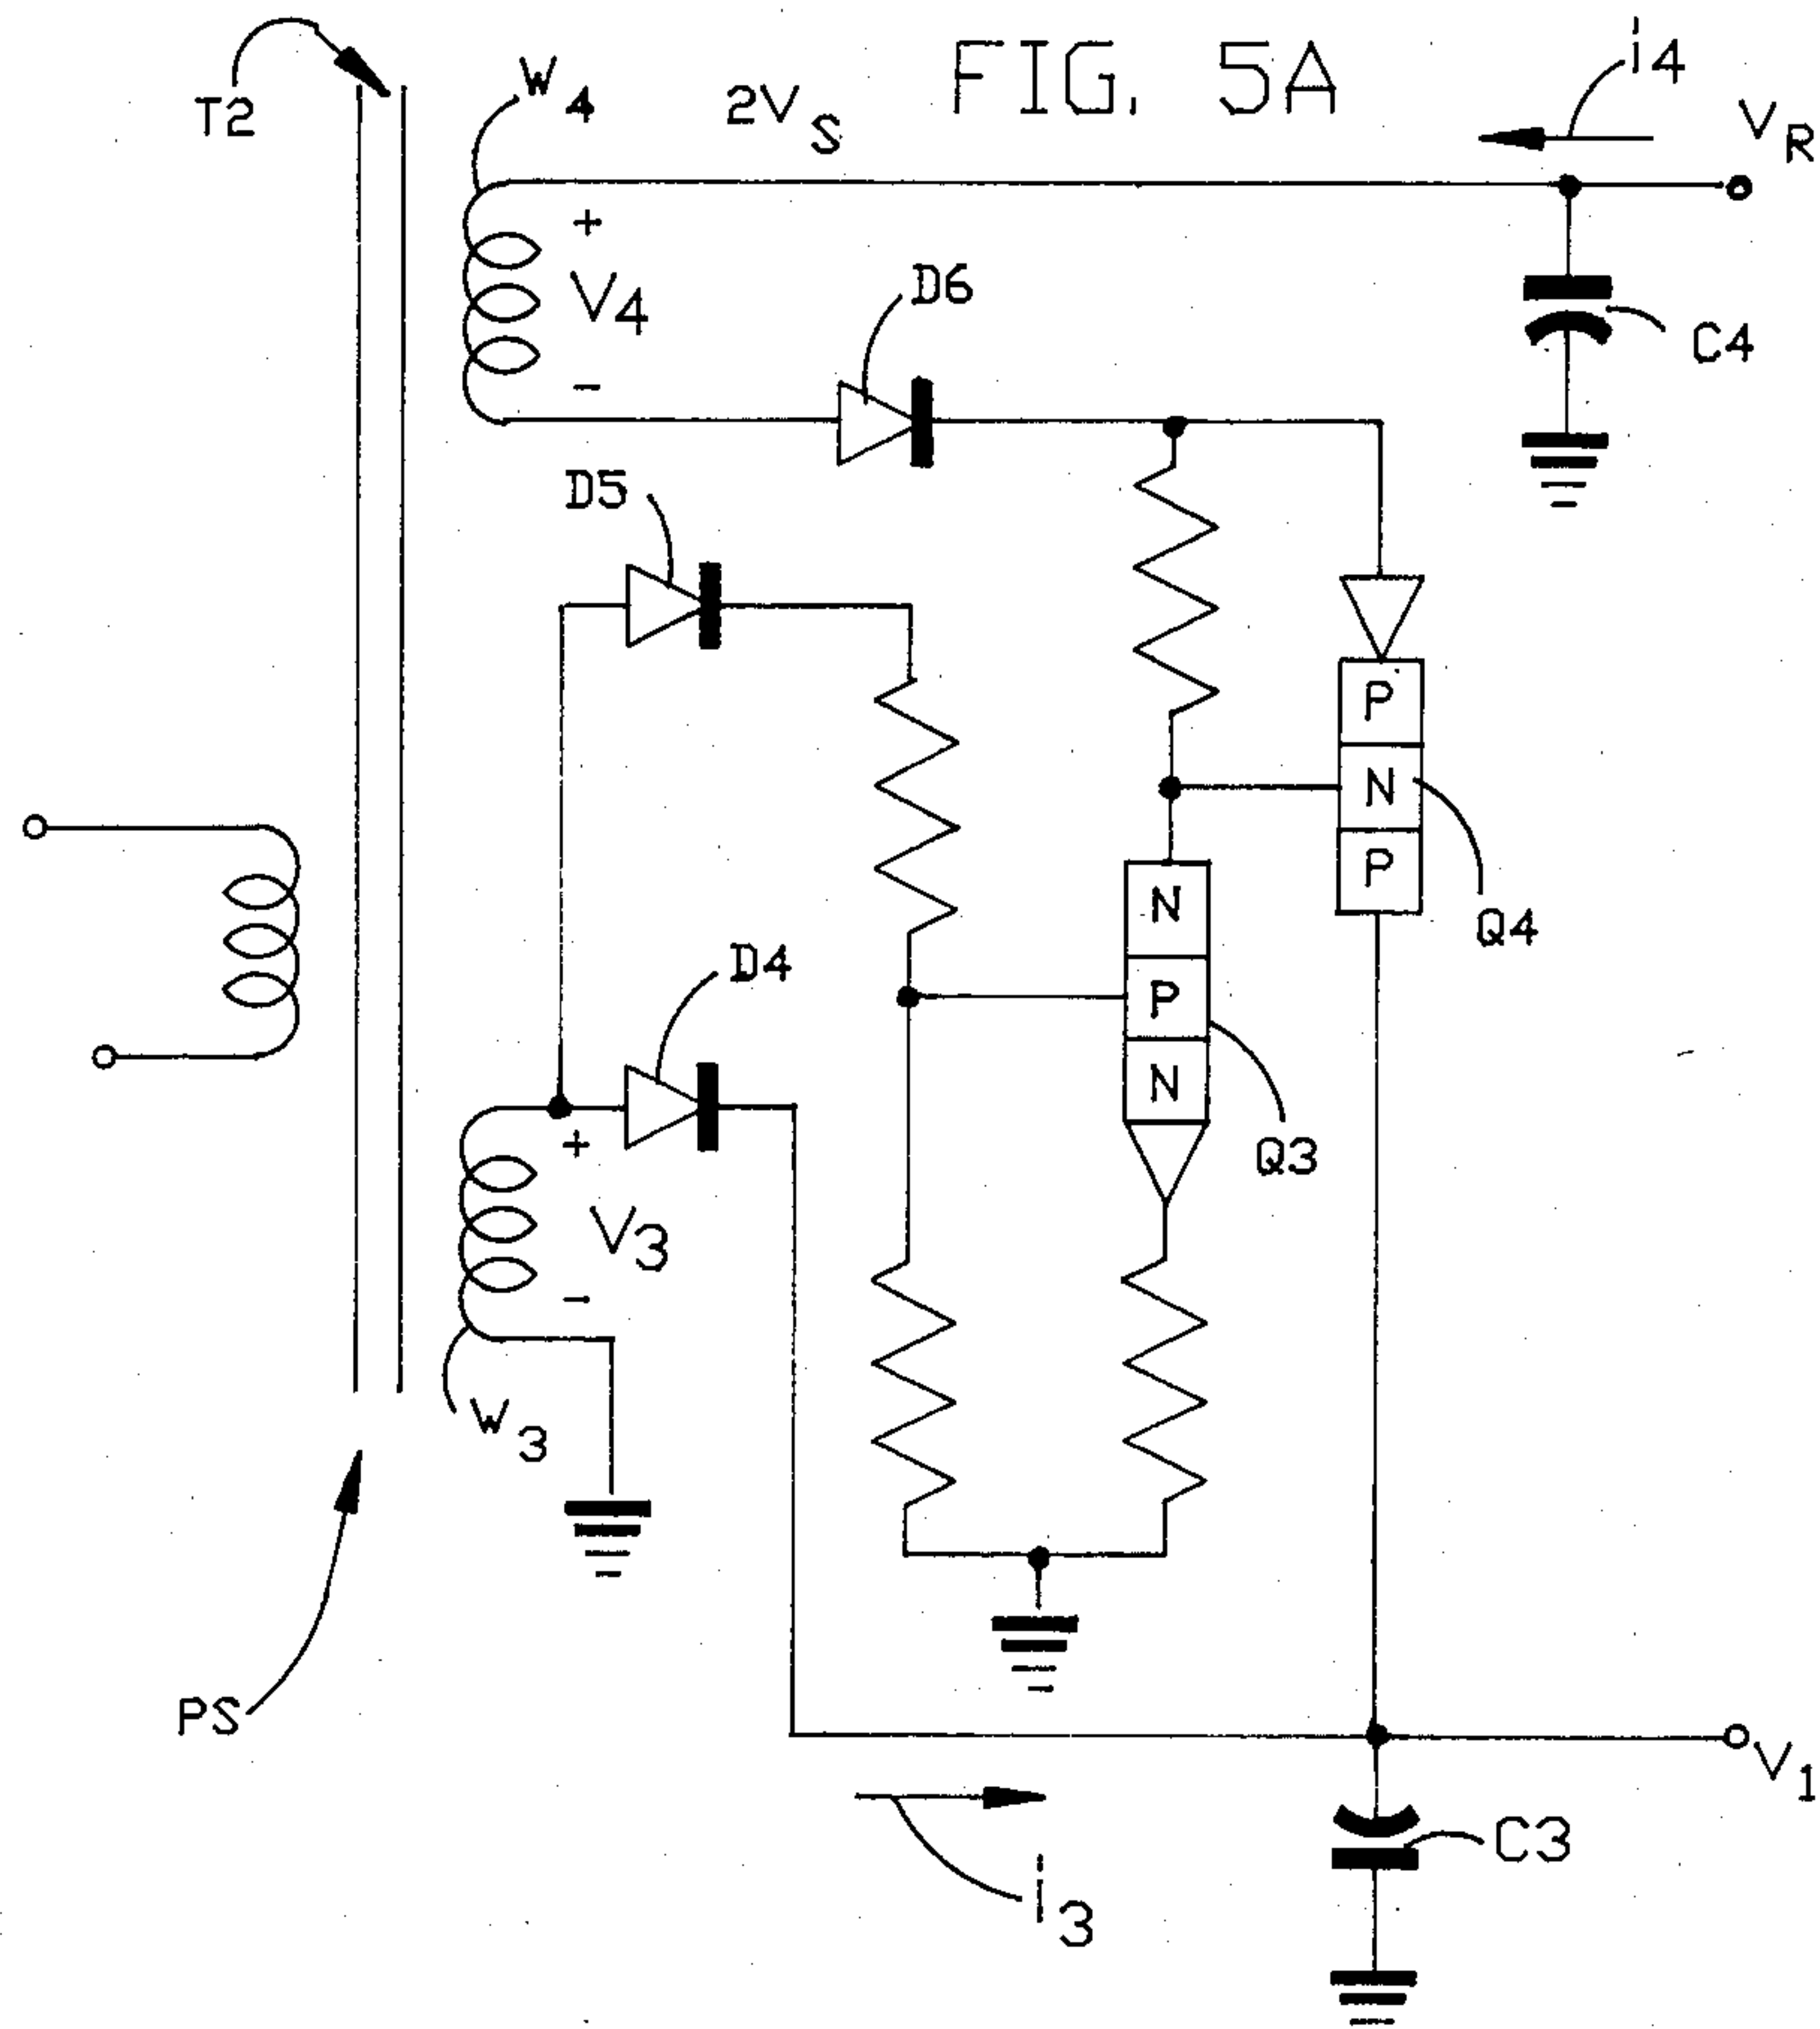 FIG. 5A
T2
W4
2VS
i4
VR
+
V4
-
D6
C4
D5
P
N
P
Q4
N
P
N
Q3
D4
+
V3
-
W3
PS
V1
i3
C3